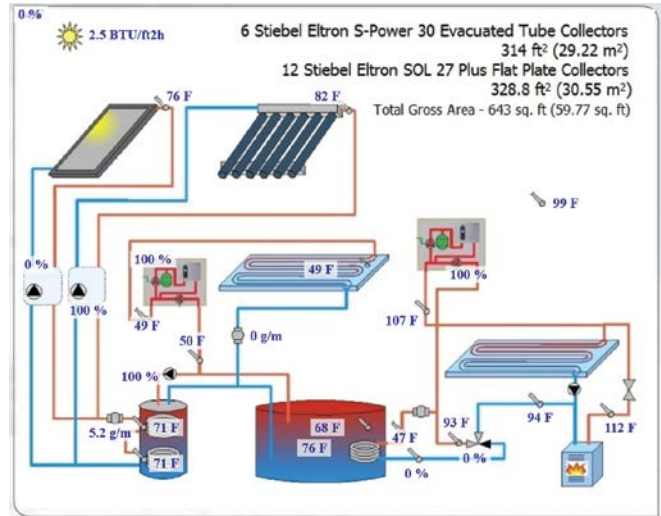 0 %
2.5 BTU/ft2h
6 Stiebel Eltron S-Power 30 Evacuated Tube Collectors
314 ft² (29.22 m²)
12 Stiebel Eltron SOL 27 Plus Flat Plate Collectors
328.8 ft² (30.55 m²)
Total Gross Area - 643 sq. ft (59.77 sq. ft)
76 F
82 F
99 F
0 %
100 %
100 %
49 F
49 F
50 F
0 g/m
100 %
107 F
100 %
5.2 g/m
71 F
71 F
68 F
76 F
47 F
0 %
93 F
0 %
94 F
112 F